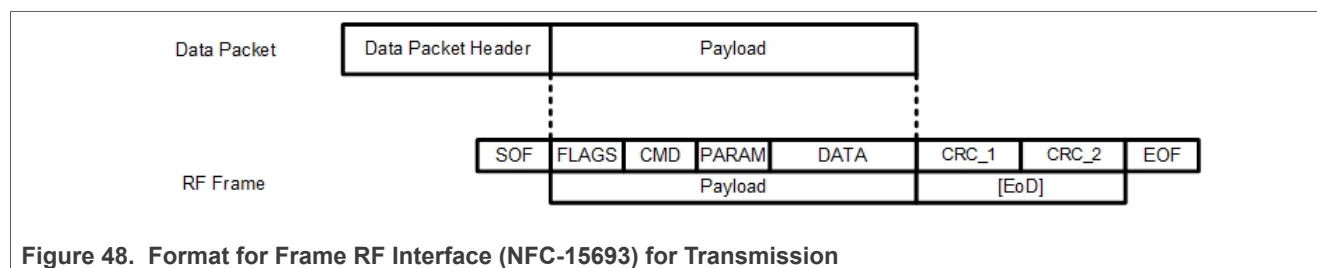 Data Packet Data Packet Header Payload
SOF FLAGS CMD PARAM DATA CRC_1 CRC_2 EOF
RF Frame Payload [EoD]
Figure 48. Format for Frame RF Interface (NFC-15693) for Transmission